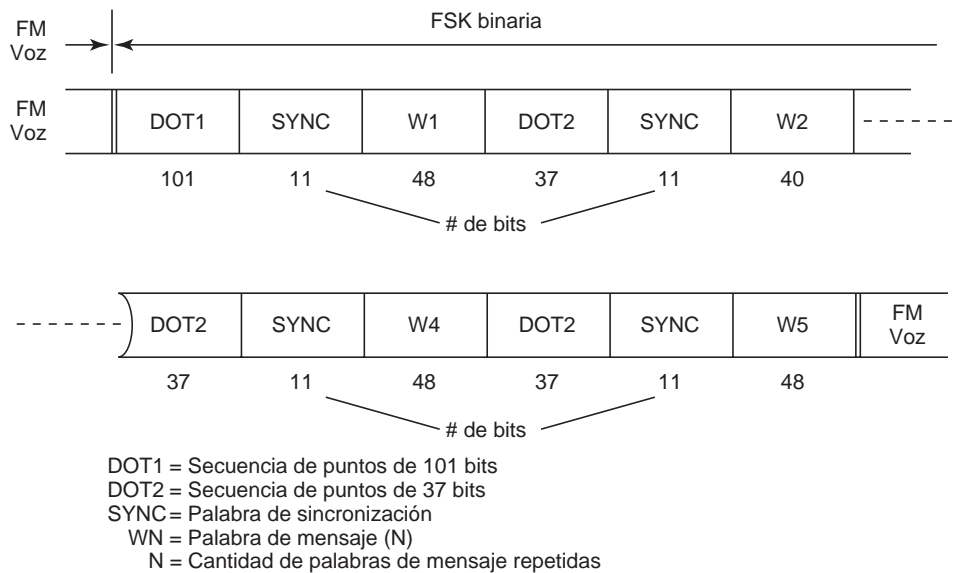 FM
Voz
FSK binaria
FM
Voz
DOT1 SYNC W1 DOT2 SYNC W2
101 11 48 37 11 40
# de bits
DOT2 SYNC W4 DOT2 SYNC W5 FM
Voz
37 11 48 37 11 48
# de bits
DOT1 = Secuencia de puntos de 101 bits
DOT2 = Secuencia de puntos de 37 bits
SYNC = Palabra de sincronización
WN = Palabra de mensaje (N)
N = Cantidad de palabras de mensaje repetidas